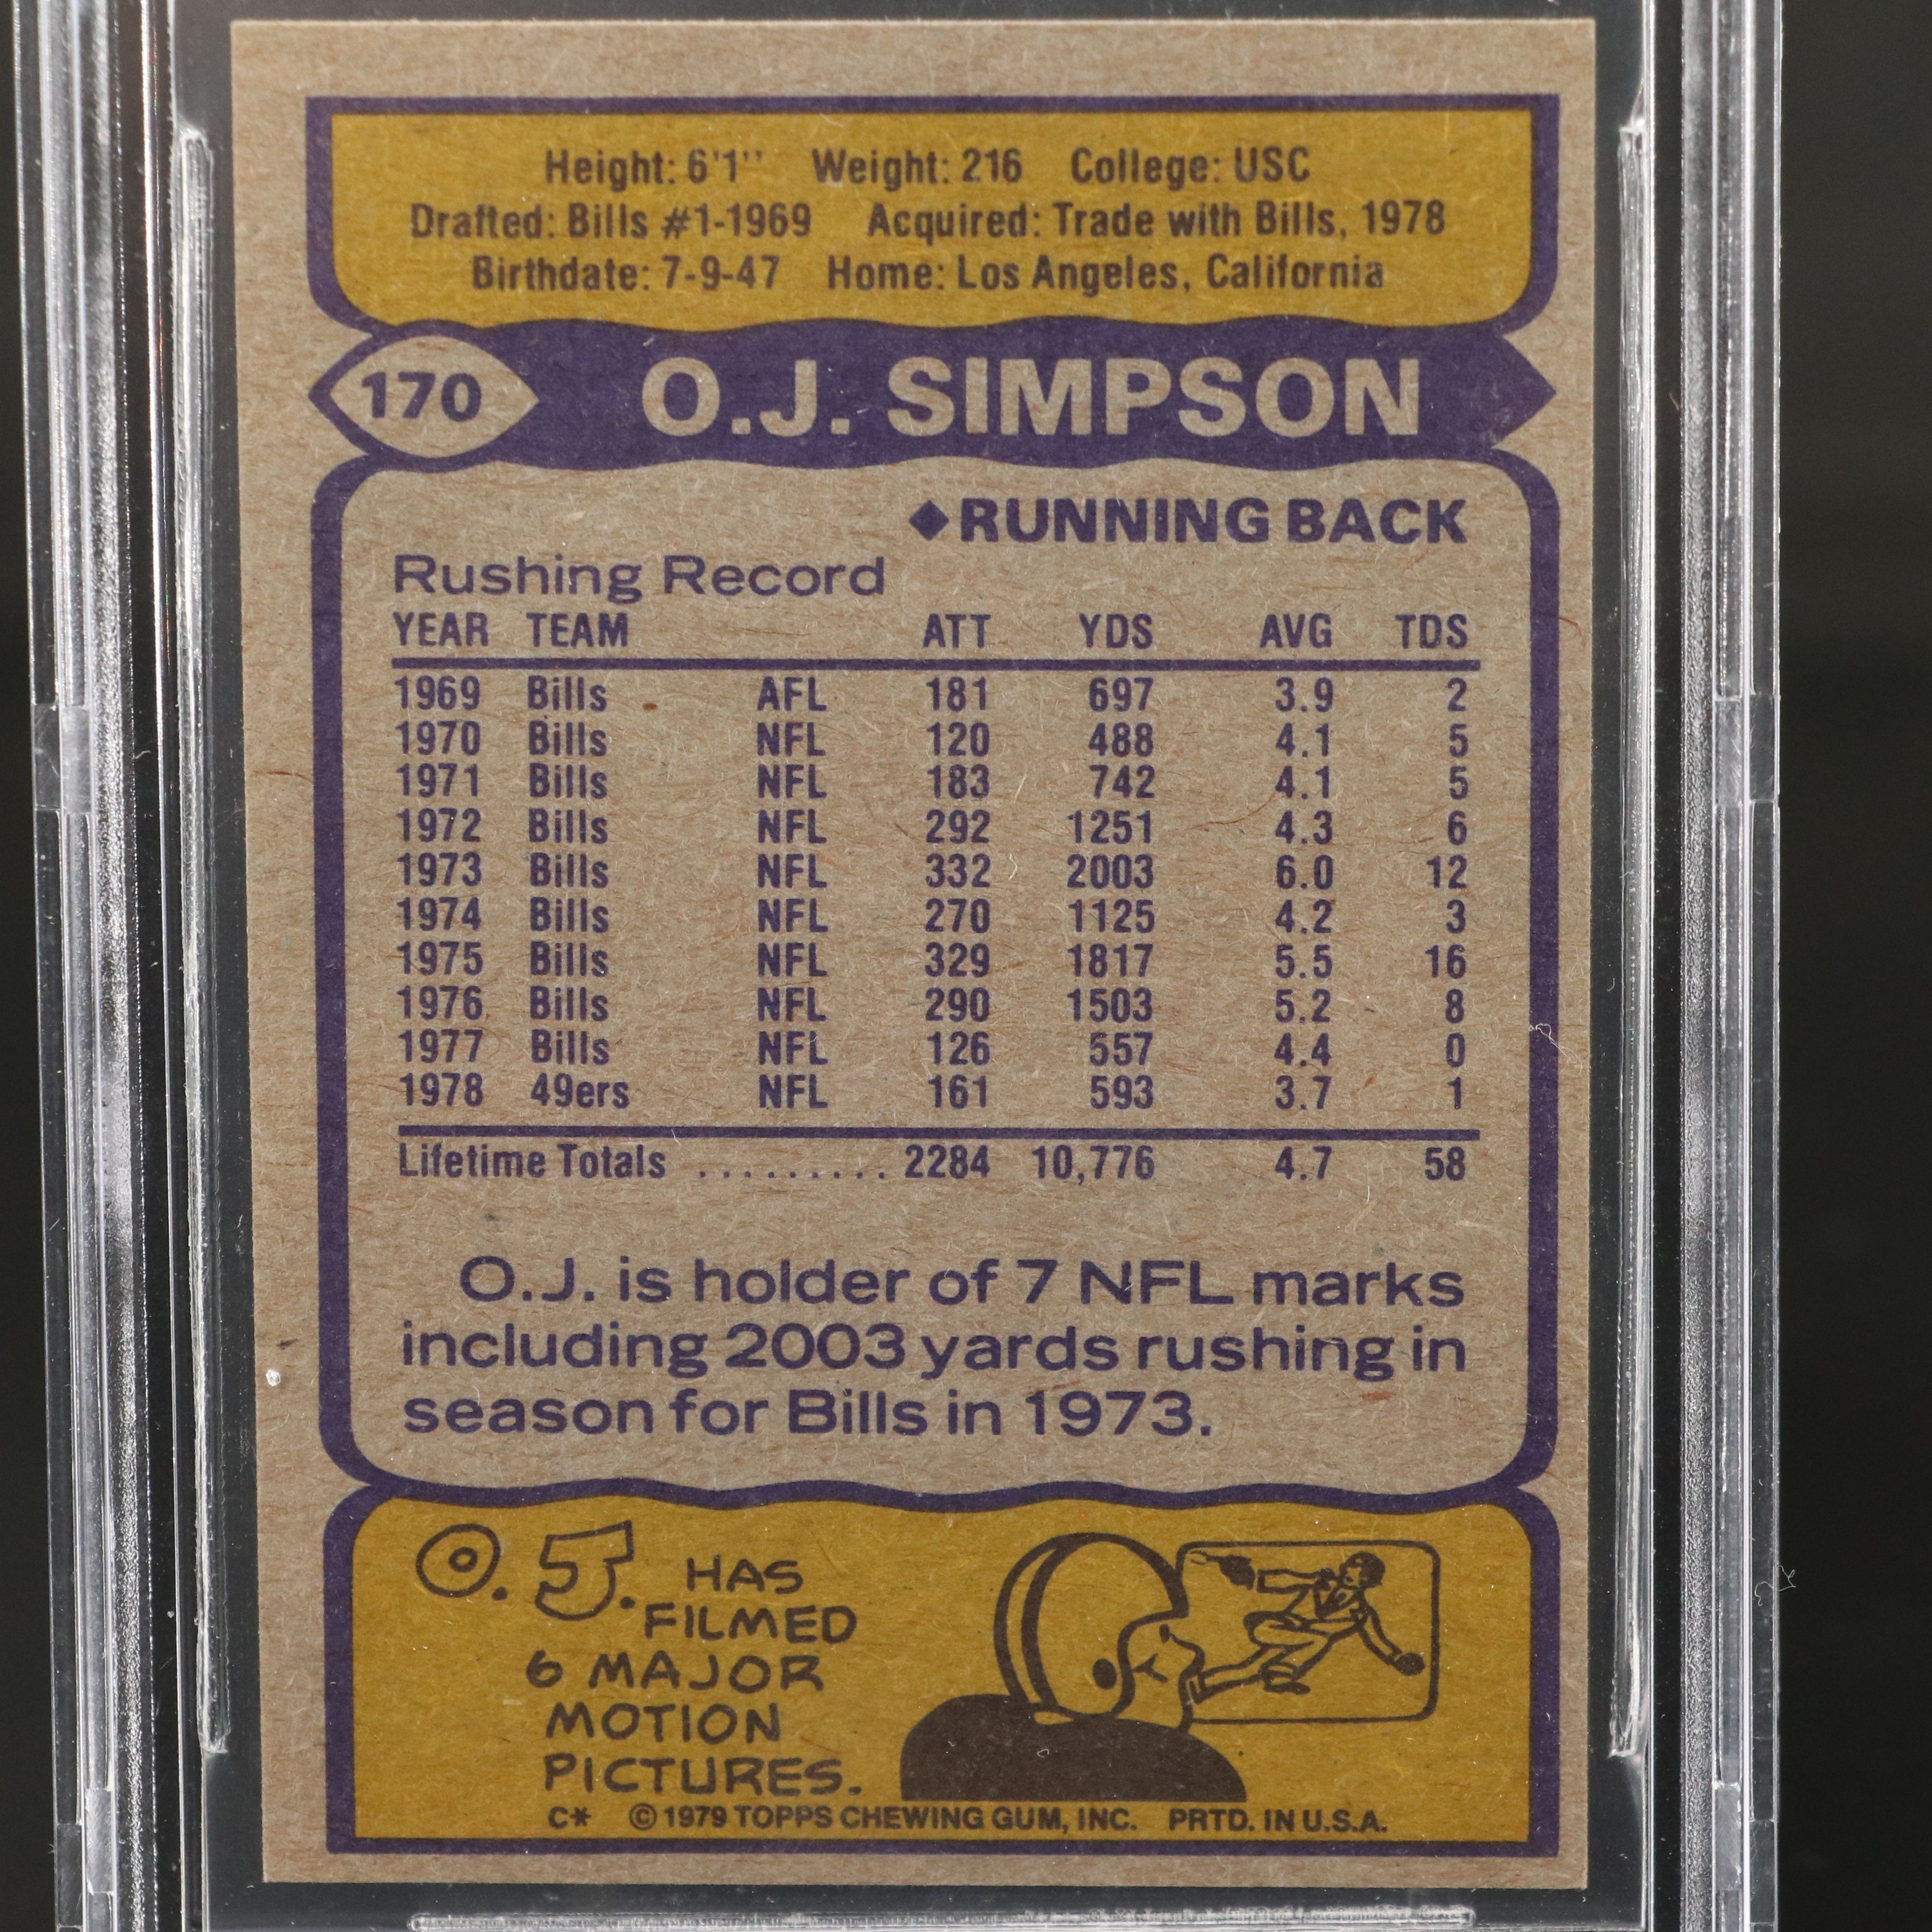 Height: 6'1'' Weight: 216 College: USC
Drafted: Bills #1-1969 Acquired: Trade with Bills, 1978
Birthdate: 7-9-47 Home: Los Angeles, California
170 O.J. SIMPSON
◆RUNNING BACK
Rushing Record
YEAR TEAM ATT YDS AVG TDS
1969 Bills AFL 181 697 3.9 2
1970 Bills NFL 120 488 4.1 5
1971 Bills NFL 183 742 4.1 5
1972 Bills NFL 292 1251 4.3 6
1973 Bills NFL 332 2003 6.0 12
1974 Bills NFL 270 1125 4.2 3
1975 Bills NFL 329 1817 5.5 16
1976 Bills NFL 290 1503 5.2 8
1977 Bills NFL 126 557 4.4 0
1978 49ers NFL 161 593 3.7 1
Lifetime Totals ......... 2284 10,776 4.7 58
O.J. is holder of 7 NFL marks
including 2003 yards rushing in
season for Bills in 1973.
O. J. HAS
FILMED
6 MAJOR
MOTION
PICTURES.
C* © 1979 TOPPS CHEWING GUM, INC. PRTD. IN U.S.A.